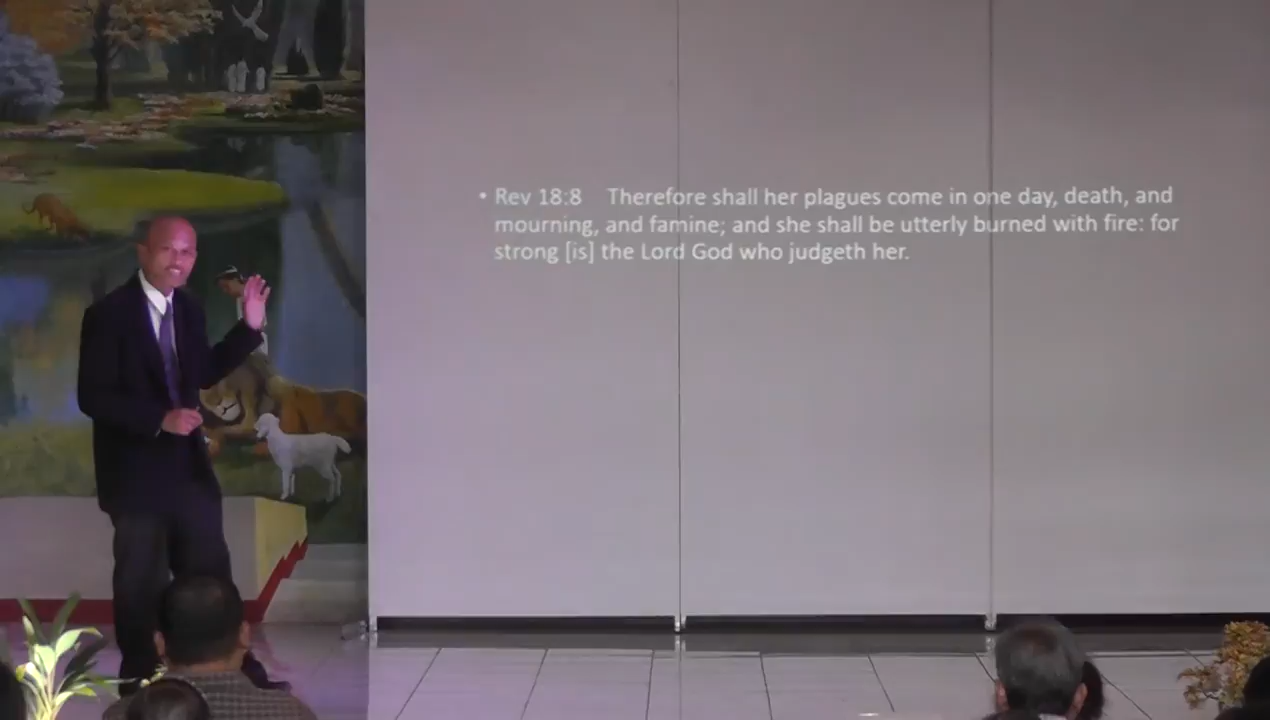 • Rev 18:8 Therefore shall her plagues come in one day, death, and
mourning, and famine; and she shall be utterly burned with fire: for
strong [is] the Lord God who judgeth her.